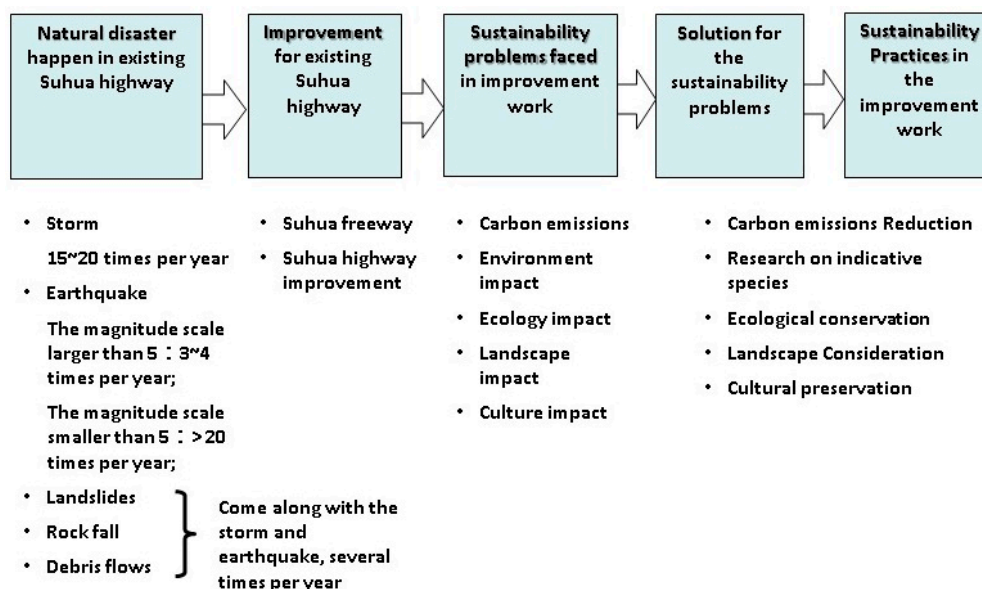 Natural disaster
happen in existing
Suhua highway
Improvement
for existing
Suhua
highway
Sustainability
problems faced
in improvement
work
Solution for
the
sustainability
problems
Sustainability
Practices in
the
improvement
work
• Storm
15~20 times per year
• Earthquake
The magnitude scale
larger than 5：3~4
times per year;
The magnitude scale
smaller than 5：>20
times per year;
• Landslides
• Rock fall
• Debris flows
Come along with the
storm and
earthquake, several
times per year
• Suhua freeway
• Suhua highway
improvement
• Carbon emissions
• Environment
impact
• Ecology impact
• Landscape
impact
• Culture impact
• Carbon emissions Reduction
• Research on indicative
species
• Ecological conservation
• Landscape Consideration
• Cultural preservation